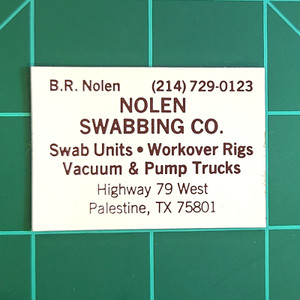 B.R. Nolen (214) 729-0123
NOLEN
SWABBING CO.
Swab Units • Workover Rigs
Vacuum & Pump Trucks
Highway 79 West
Palestine, TX 75801